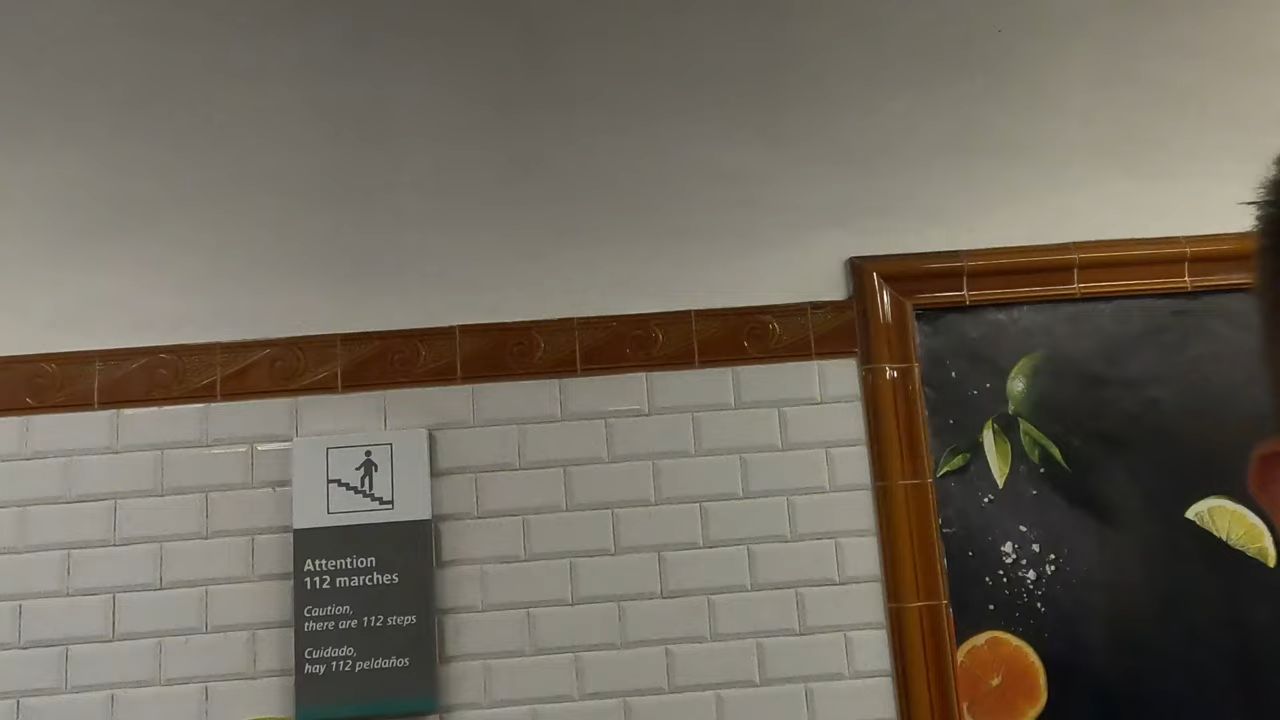 Attention
112 marches
Caution,
there are 112 steps
Cuidado,
hay 112 peldaños